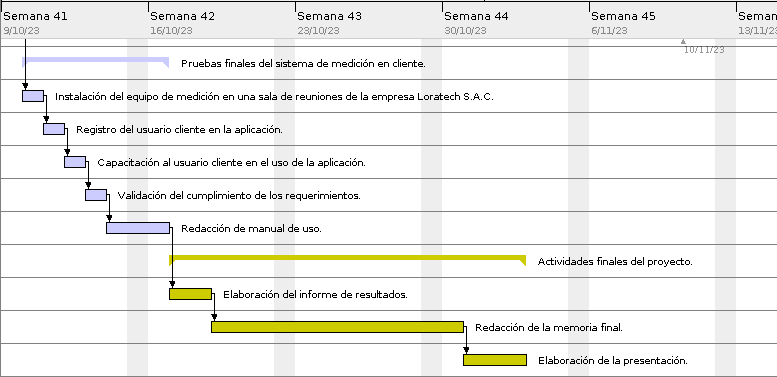 Semana 41 Semana 42 Semana 43 Semana 44 Semana 45 Semana
9/10/23 16/10/23 23/10/23 30/10/23 6/11/23 13/11/23
10/11/23
Pruebas finales del sistema de medición en cliente.
Instalación del equipo de medición en una sala de reuniones de la empresa Loratech S.A.C.
Registro del usuario cliente en la aplicación.
Capacitación al usuario cliente en el uso de la aplicación.
Validación del cumplimiento de los requerimientos.
Redacción de manual de uso.
Actividades finales del proyecto.
Elaboración del informe de resultados.
Redacción de la memoria final.
Elaboración de la presentación.